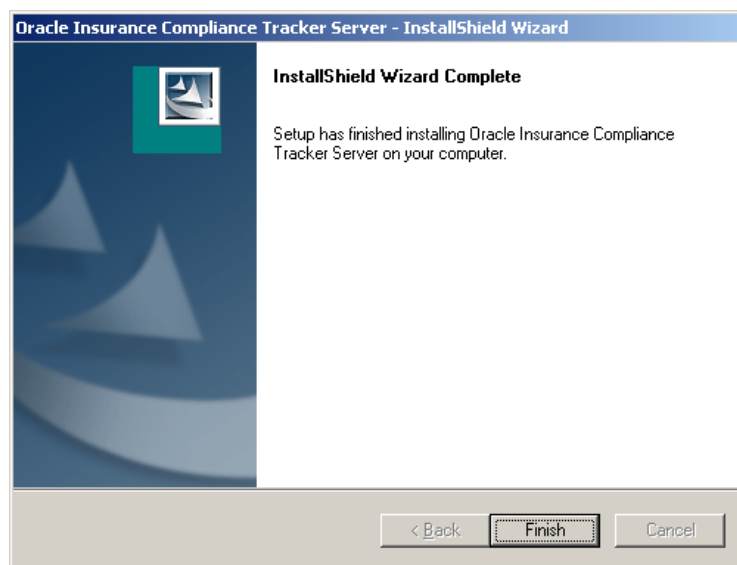 Oracle Insurance Compliance Tracker Server - InstallShield Wizard
InstallShield Wizard Complete
Setup has finished installing Oracle Insurance Compliance
Tracker Server on your computer.
< Back
Finish
Cancel